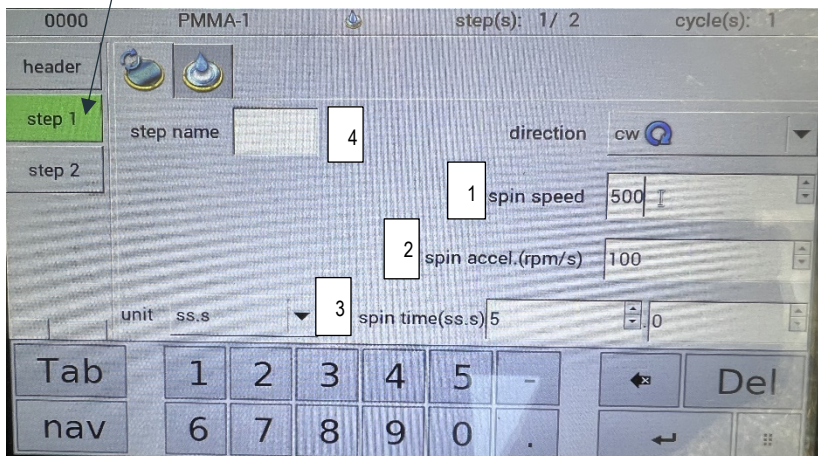 0000 PMMA-1 step(s): 1/ 2 cycle(s): 1
header
step 1
step name 4 direction cw
step 2
1 spin speed 500
2 spin accel.(rpm/s) 100
unit ss.s 3 spin time(ss.s) 5 . 0
Tab 1 2 3 4 5 - Del
nav 6 7 8 9 0 .